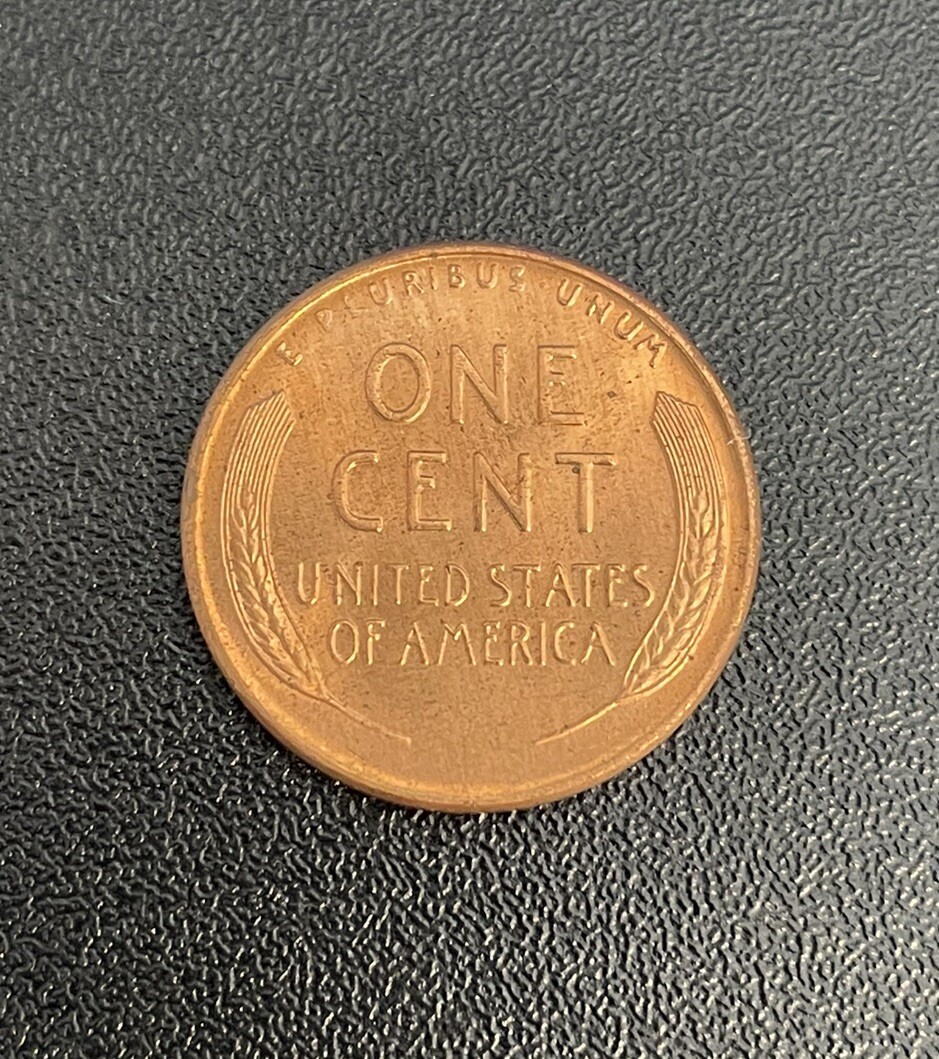 E PLURIBUS · UNUM
ONE
CENT
UNITED STATES
OF AMERICA